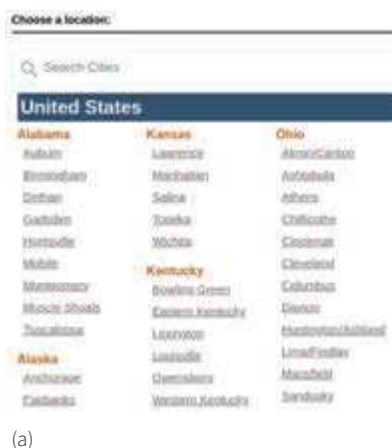 Choose a location:
Search Cities
United States
Alabama
Auburn
Birmingham
Dothan
Gadsden
Huntsville
Mobile
Montgomery
Muscle Shoals
Tuscaloosa
Alaska
Anchorage
Fairbanks
Kansas
Lawrence
Manhattan
Salina
Topeka
Wichita
Kentucky
Bowling Green
Eastern Kentucky
Lexington
Louisville
Owensboro
Western Kentucky
Ohio
Akron/Canton
Ashtabula
Athens
Chillicothe
Cincinnati
Cleveland
Columbus
Dayton
Huntington/Ashland
Lima/Findlay
Mansfield
Sandusky
(a)